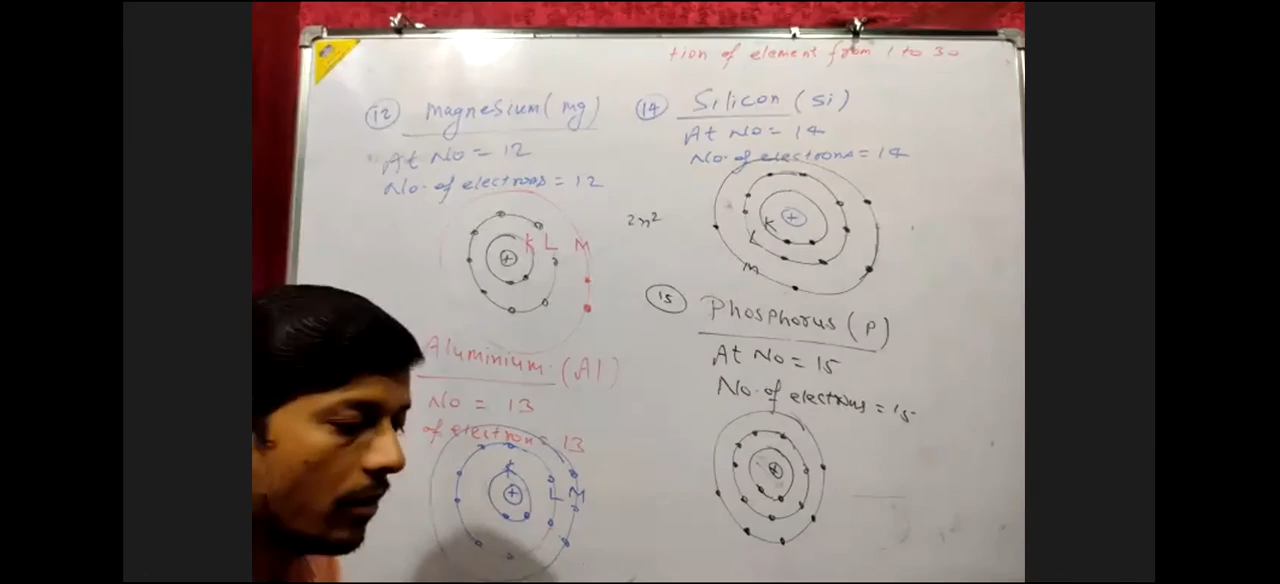 tion of element from 1 to 30
12 Magnesium (mg)
At No = 12
No. of electrons = 12
+ K L M
2n²
Aluminium (Al)
No = 13
of electron = 13
+ K L M
14 Silicon (Si)
At No = 14
No. of electrons = 14
+ K
L
M
15 Phosphorus (P)
At No = 15
No. of electrons = 15
+